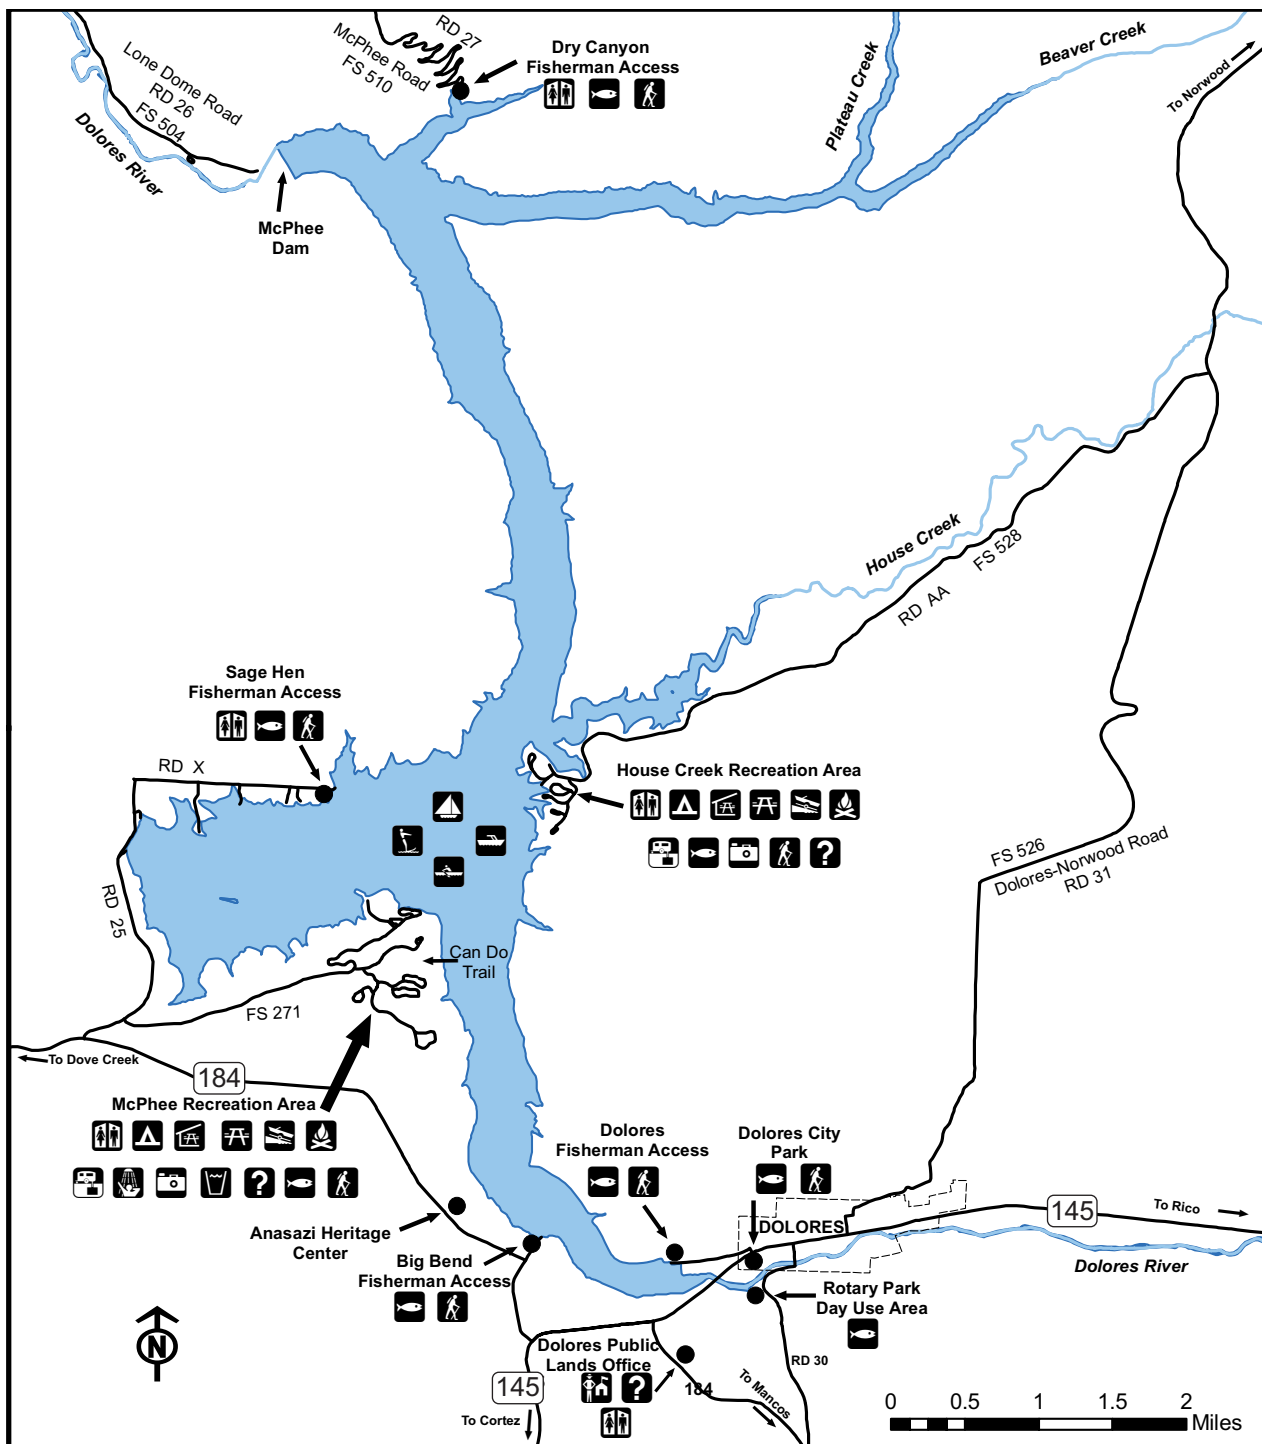 RD 27
McPhee Road
FS 510
Dry Canyon
Fisherman Access
Lone Dome Road
RD 26
FS 504
Dolores River
Plateau Creek
Beaver Creek
To Norwood
McPhee
Dam
House Creek
FS 528
RD AA
Sage Hen
Fisherman Access
RD X
House Creek Recreation Area
?
FS 526
Dolores-Norwood Road
RD 31
RD 25
Can Do
Trail
FS 271
To Dove Creek
184
McPhee Recreation Area
?
Dolores
Fisherman Access
Dolores City
Park
DOLORES
145
To Rico
Anasazi Heritage
Center
Big Bend
Fisherman Access
Dolores River
Rotary Park
Day Use Area
N
Dolores Public
Lands Office
?
184
RD 30
To Mancos
145
To Cortez
0 0.5 1 1.5 2
Miles